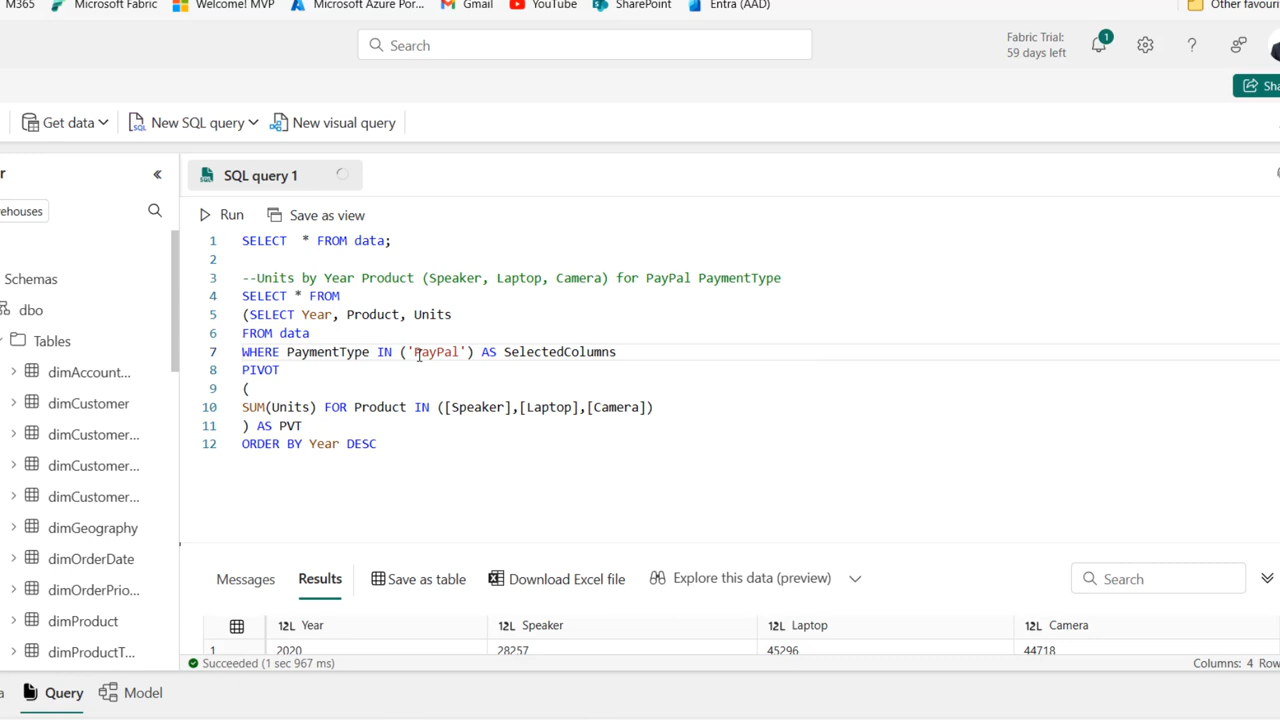 M365 Microsoft Fabric Welcome! MVP Microsoft Azure Por... Gmail YouTube SharePoint Entra (AAD) Other favouri
Search
Fabric Trial:
59 days left
1
Sha
Get data New SQL query New visual query
r
SQL query 1
erehouses
Run Save as view
1 SELECT * FROM data;
2
3 --Units by Year Product (Speaker, Laptop, Camera) for PayPal PaymentType
4 SELECT * FROM
5 (SELECT Year, Product, Units
6 FROM data
7 WHERE PaymentType IN ('PayPal') AS SelectedColumns
8 PIVOT
9 (
10 SUM(Units) FOR Product IN ([Speaker],[Laptop],[Camera])
11 ) AS PVT
12 ORDER BY Year DESC
Schemas
dbo
Tables
dimAccount...
dimCustomer
dimCustomer...
dimCustomer...
dimCustomer...
dimGeography
dimOrderDate
dimOrderPrio...
dimProduct
dimProductT...
Messages Results Save as table Download Excel file Explore this data (preview) Search
12L Year 12L Speaker 12L Laptop 12L Camera
1 2020 28257 45296 44718
Succeeded (1 sec 967 ms) Columns: 4 Row
a Query Model